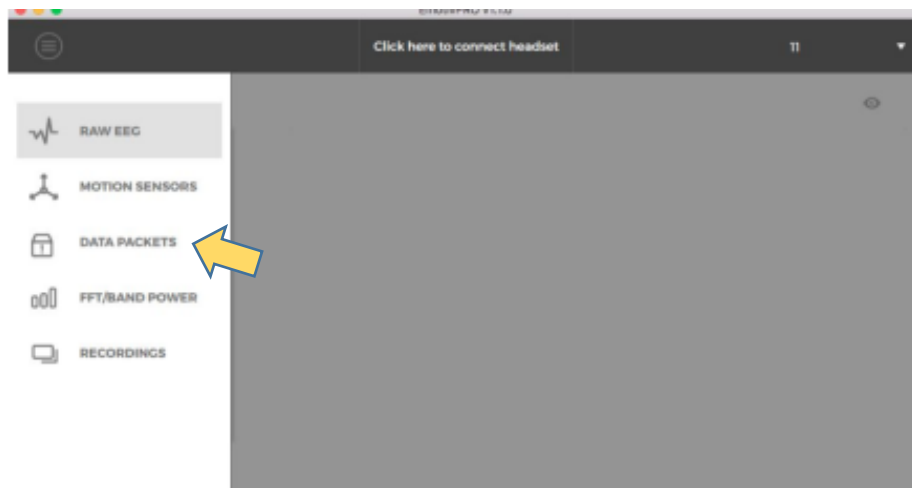 Click here to connect headset
11
RAW EEG
MOTION SENSORS
DATA PACKETS
FFT/BAND POWER
RECORDINGS